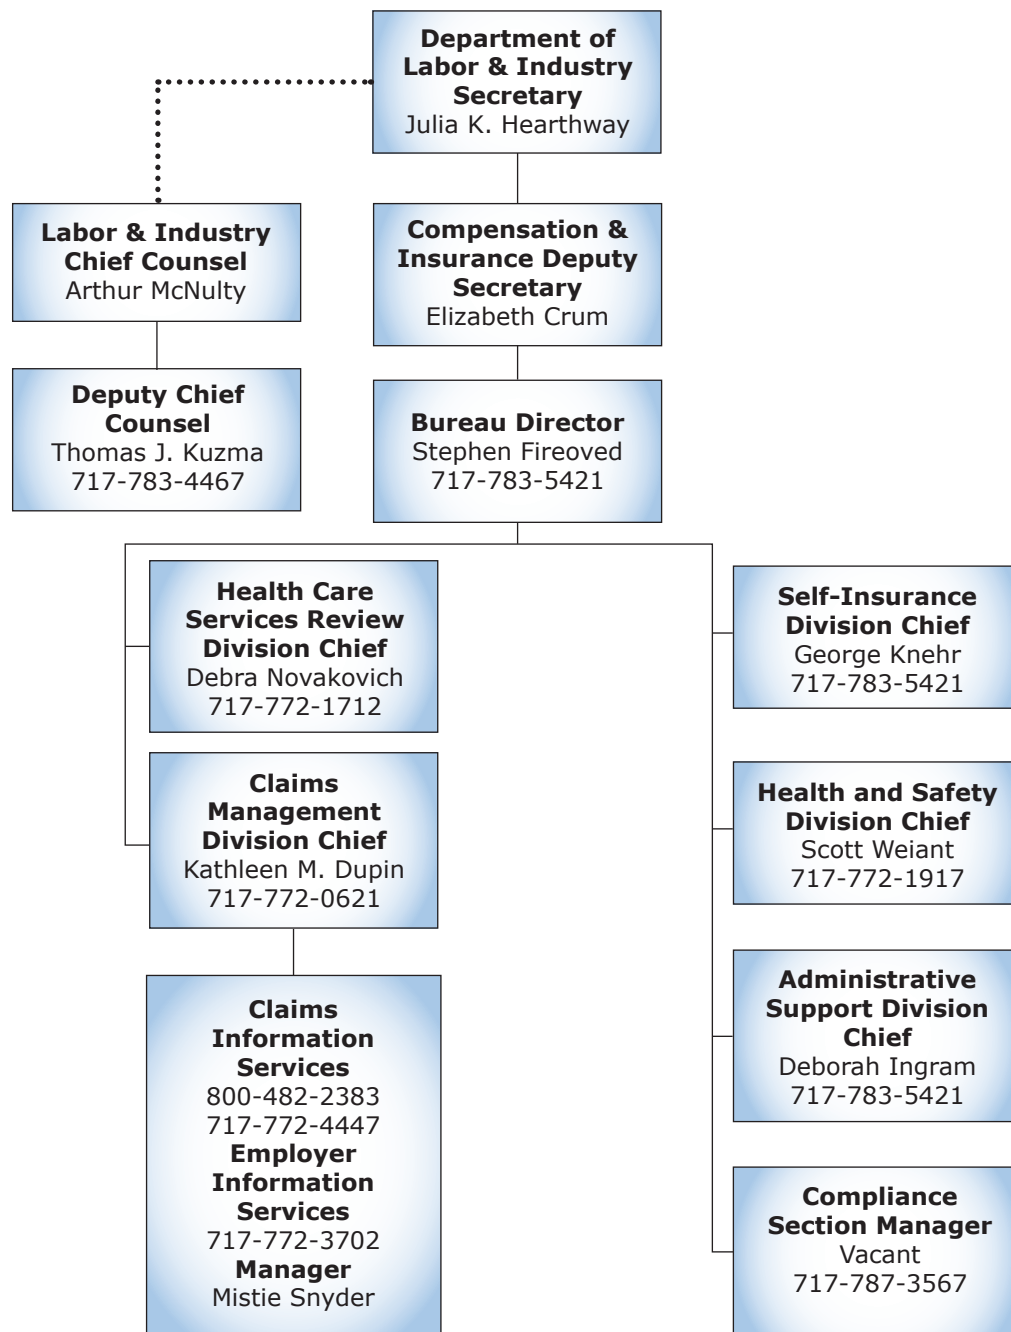 Department of
Labor & Industry
Secretary
Julia K. Hearthway
Labor & Industry
Chief Counsel
Arthur McNulty
Compensation &
Insurance Deputy
Secretary
Elizabeth Crum
Deputy Chief
Counsel
Thomas J. Kuzma
717-783-4467
Bureau Director
Stephen Fireoved
717-783-5421
Health Care
Services Review
Division Chief
Debra Novakovich
717-772-1712
Claims
Management
Division Chief
Kathleen M. Dupin
717-772-0621
Claims
Information
Services
800-482-2383
717-772-4447
Employer
Information
Services
717-772-3702
Manager
Mistie Snyder
Self-Insurance
Division Chief
George Knehr
717-783-5421
Health and Safety
Division Chief
Scott Weiant
717-772-1917
Administrative
Support Division
Chief
Deborah Ingram
717-783-5421
Compliance
Section Manager
Vacant
717-787-3567